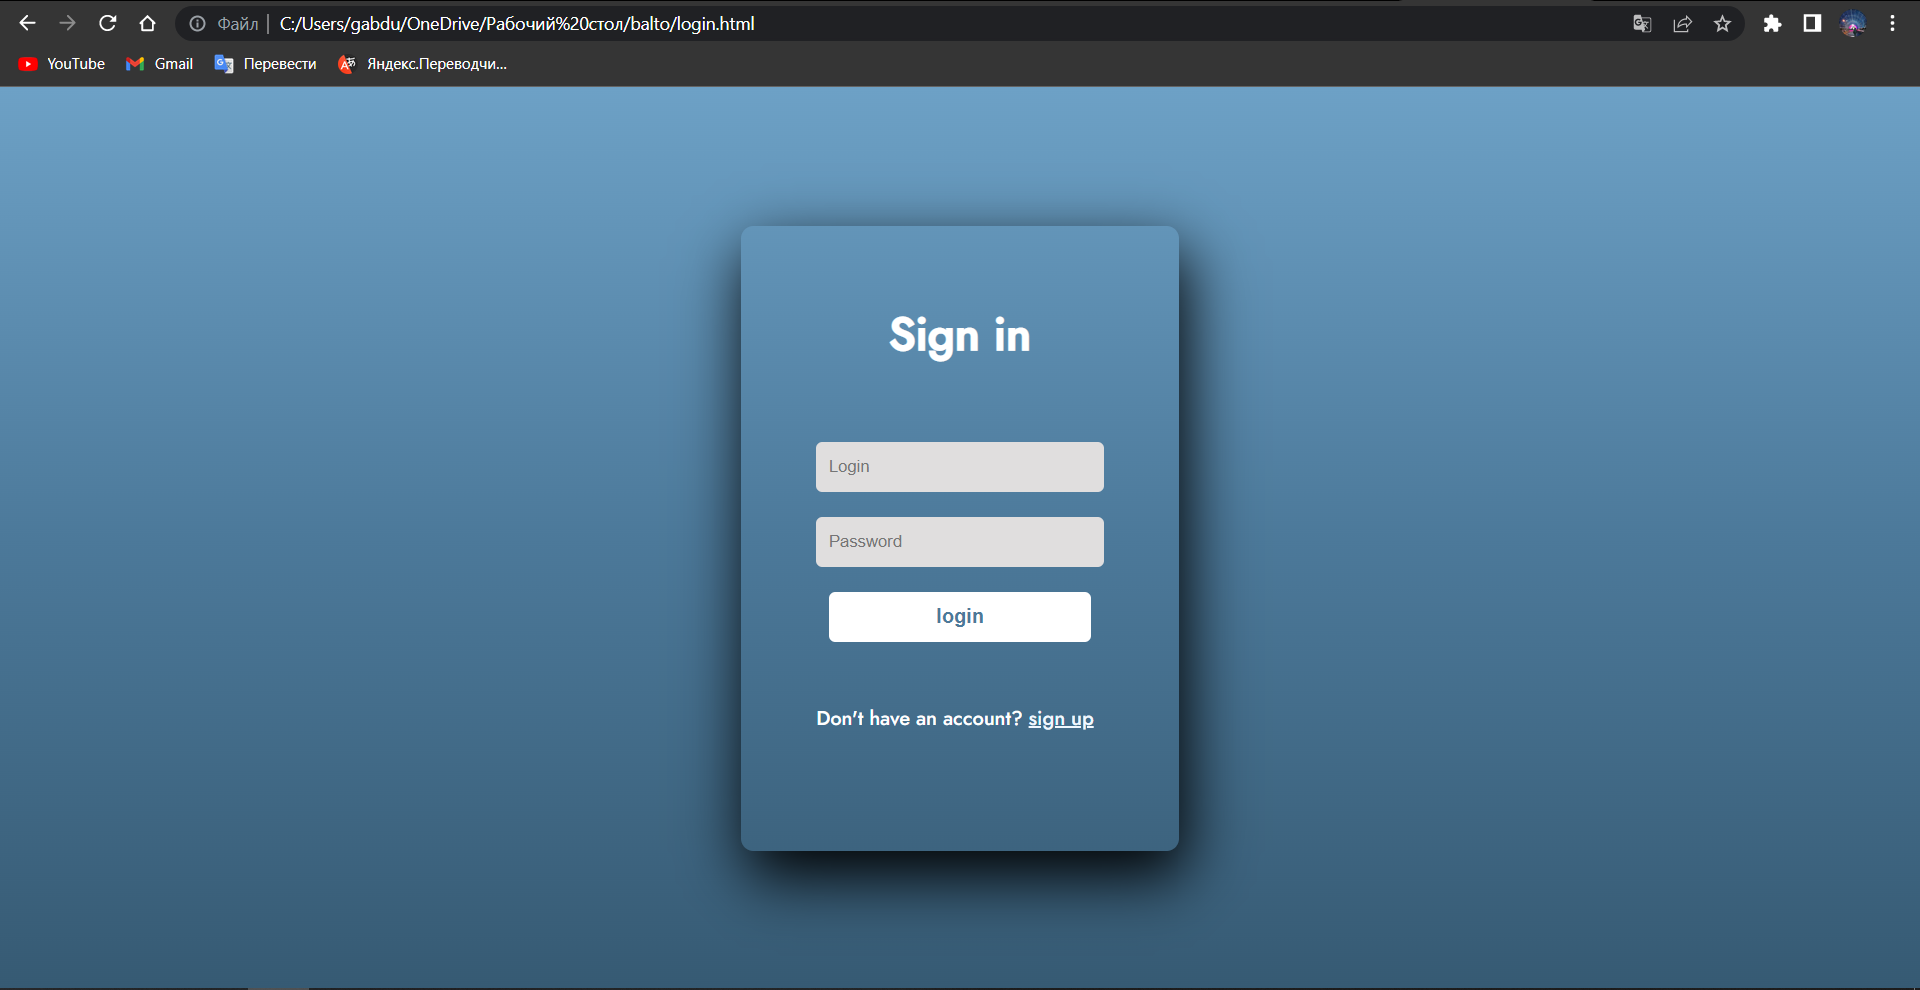 Файл | C:/Users/gabdu/OneDrive/Рабочий%20стол/balto/login.html
YouTube Gmail Перевести Яндекс.Переводчи...
Sign in
Login
Password
login
Don't have an account? sign up